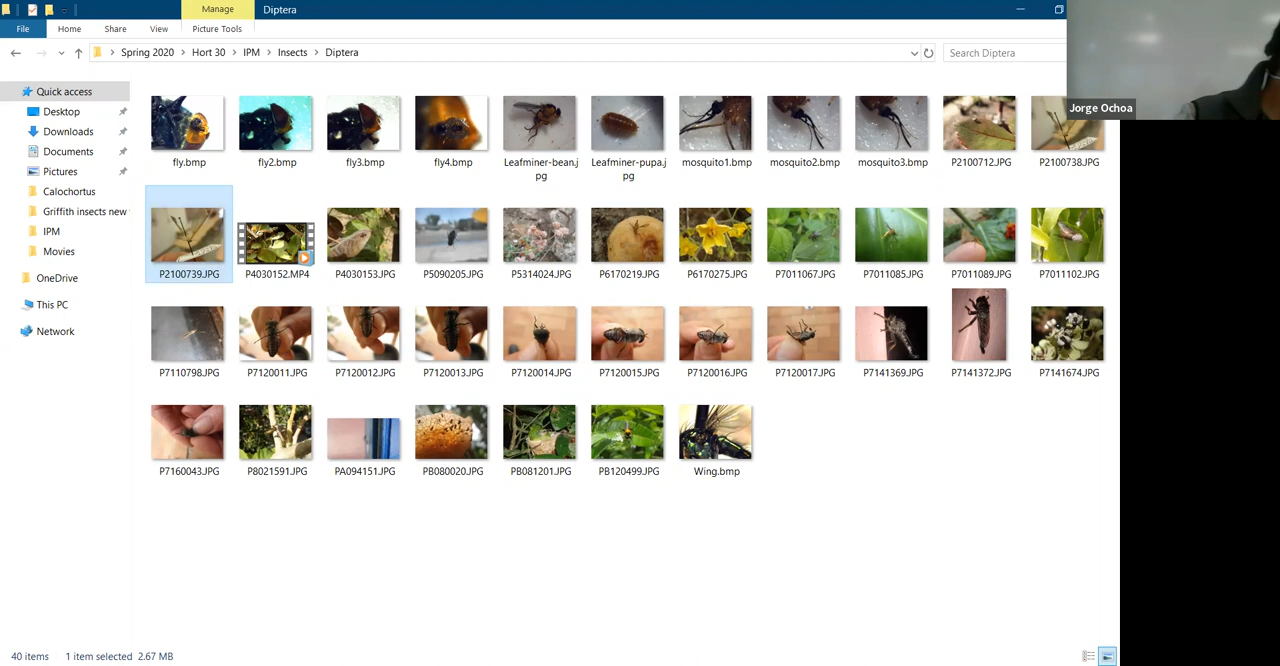 Manage
Diptera
File
Home
Share
View
Picture Tools
Spring 2020 > Hort 30 > IPM > Insects > Diptera
Search Diptera
Jorge Ochoa
Quick access
Desktop
Downloads
Documents
Pictures
Calochortus
Griffith insects new
IPM
Movies
OneDrive
This PC
Network
fly.bmp
fly2.bmp
fly3.bmp
fly4.bmp
Leafminer-bean.j
pg
Leafminer-pupa.j
pg
mosquito1.bmp
mosquito2.bmp
mosquito3.bmp
P2100712.JPG
P2100738.JPG
P2100739.JPG
P4030152.MP4
P4030153.JPG
P5090205.JPG
P5314024.JPG
P6170219.JPG
P6170275.JPG
P7011067.JPG
P7011085.JPG
P7011089.JPG
P7011102.JPG
P7110798.JPG
P7120011.JPG
P7120012.JPG
P7120013.JPG
P7120014.JPG
P7120015.JPG
P7120016.JPG
P7120017.JPG
P7141369.JPG
P7141372.JPG
P7141674.JPG
P7160043.JPG
P8021591.JPG
PA094151.JPG
PB080020.JPG
PB081201.JPG
PB120499.JPG
Wing.bmp
40 items
1 item selected 2.67 MB